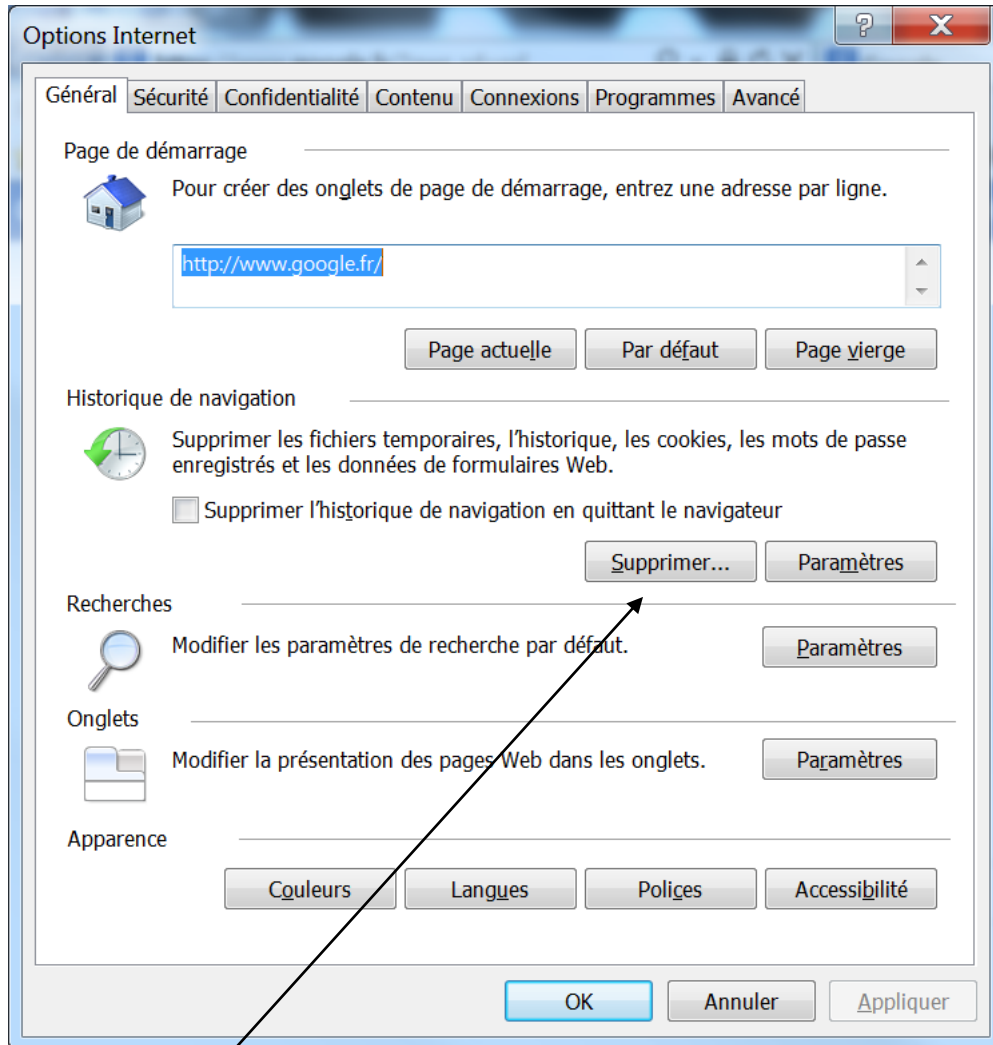 Options Internet
Général Sécurité Confidentialité Contenu Connexions Programmes Avancé
Page de démarrage
Pour créer des onglets de page de démarrage, entrez une adresse par ligne.
http://www.google.fr/
Page actuelle Par défaut Page vierge
Historique de navigation
Supprimer les fichiers temporaires, l'historique, les cookies, les mots de passe
enregistrés et les données de formulaires Web.
Supprimer l'historique de navigation en quittant le navigateur
Supprimer... Paramètres
Recherches
Modifier les paramètres de recherche par défaut.
Paramètres
Onglets
Modifier la présentation des pages Web dans les onglets.
Paramètres
Apparence
Couleurs Langues Polices Accessibilité
OK Annuler Appliquer